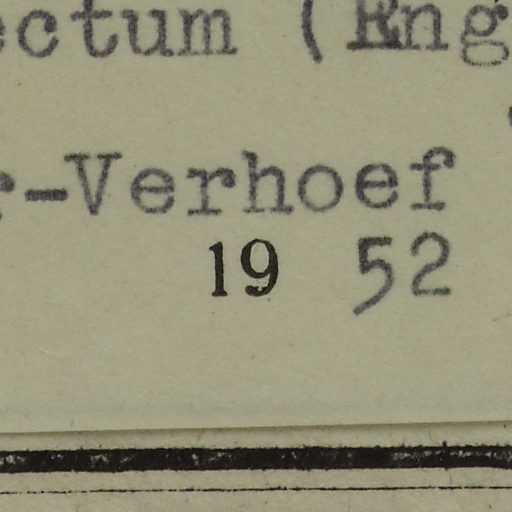 ectum (Eng
r-Verhoef
19 52